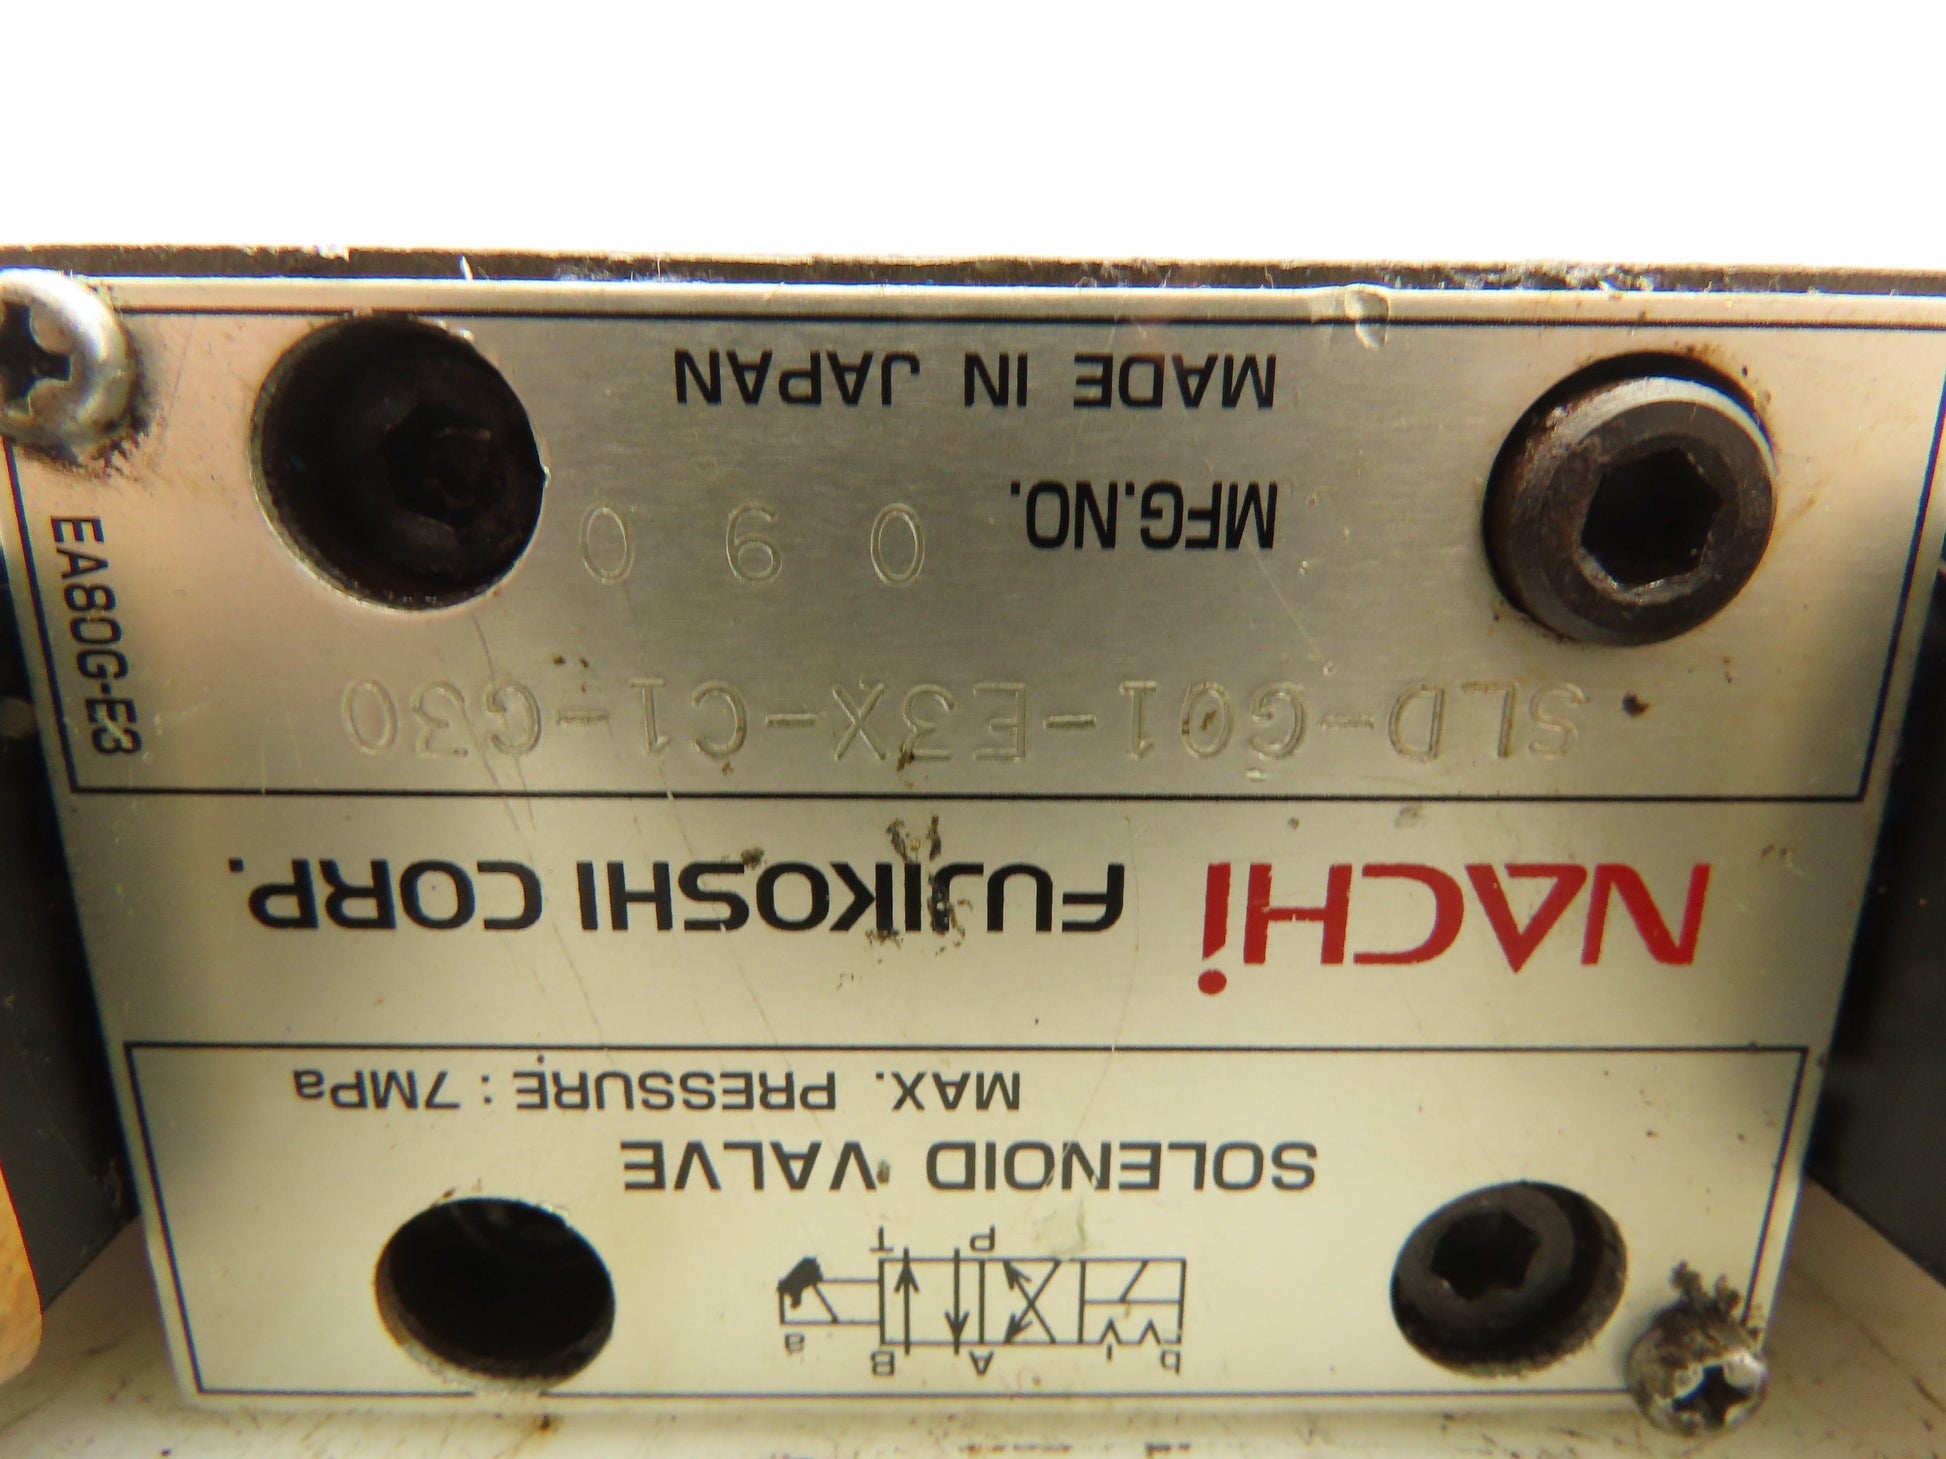 b A B a
P T
SOLENOID VALVE
MAX. PRESSURE : 7MPa
NACHi FUJIKOSHI CORP.
SLD-G01-E3X-C1-G30
MFG.NO. 0 9 0
MADE IN JAPAN
EA80G-E3